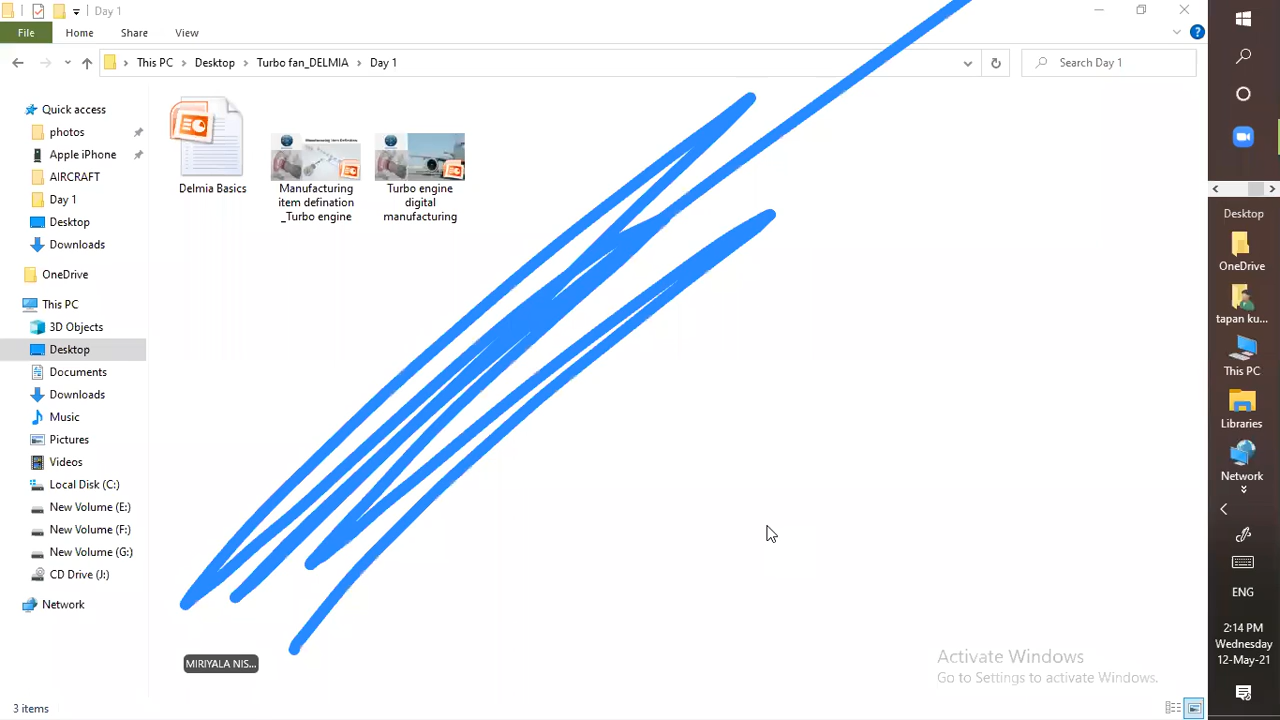 Day 1
File
Home
Share
View
?
This PC
Desktop
Turbo fan_DELMIA
Day 1
Search Day 1
Quick access
photos
Apple iPhone
AIRCRAFT
Day 1
Desktop
Downloads
OneDrive
This PC
3D Objects
Desktop
Documents
Downloads
Music
Pictures
Videos
Local Disk (C:)
New Volume (E:)
New Volume (F:)
New Volume (G:)
CD Drive (J:)
Network
Delmia Basics
Manufacturing
item defination
_Turbo engine
Turbo engine
digital
manufacturing
MIRIYALA NIS...
Activate Windows
Go to Settings to activate Windows.
3 items
Desktop
OneDrive
tapan ku...
This PC
Libraries
Network
ENG
2:14 PM
Wednesday
12-May-21